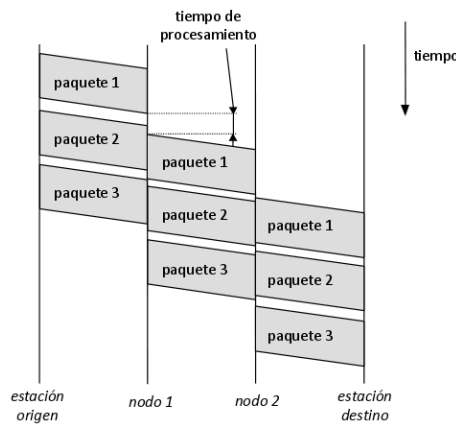 tiempo de
procesamiento
tiempo
paquete 1
paquete 2
paquete 1
paquete 3
paquete 2
paquete 1
paquete 3
paquete 2
paquete 3
estación
origen
nodo 1
nodo 2
estación
destino